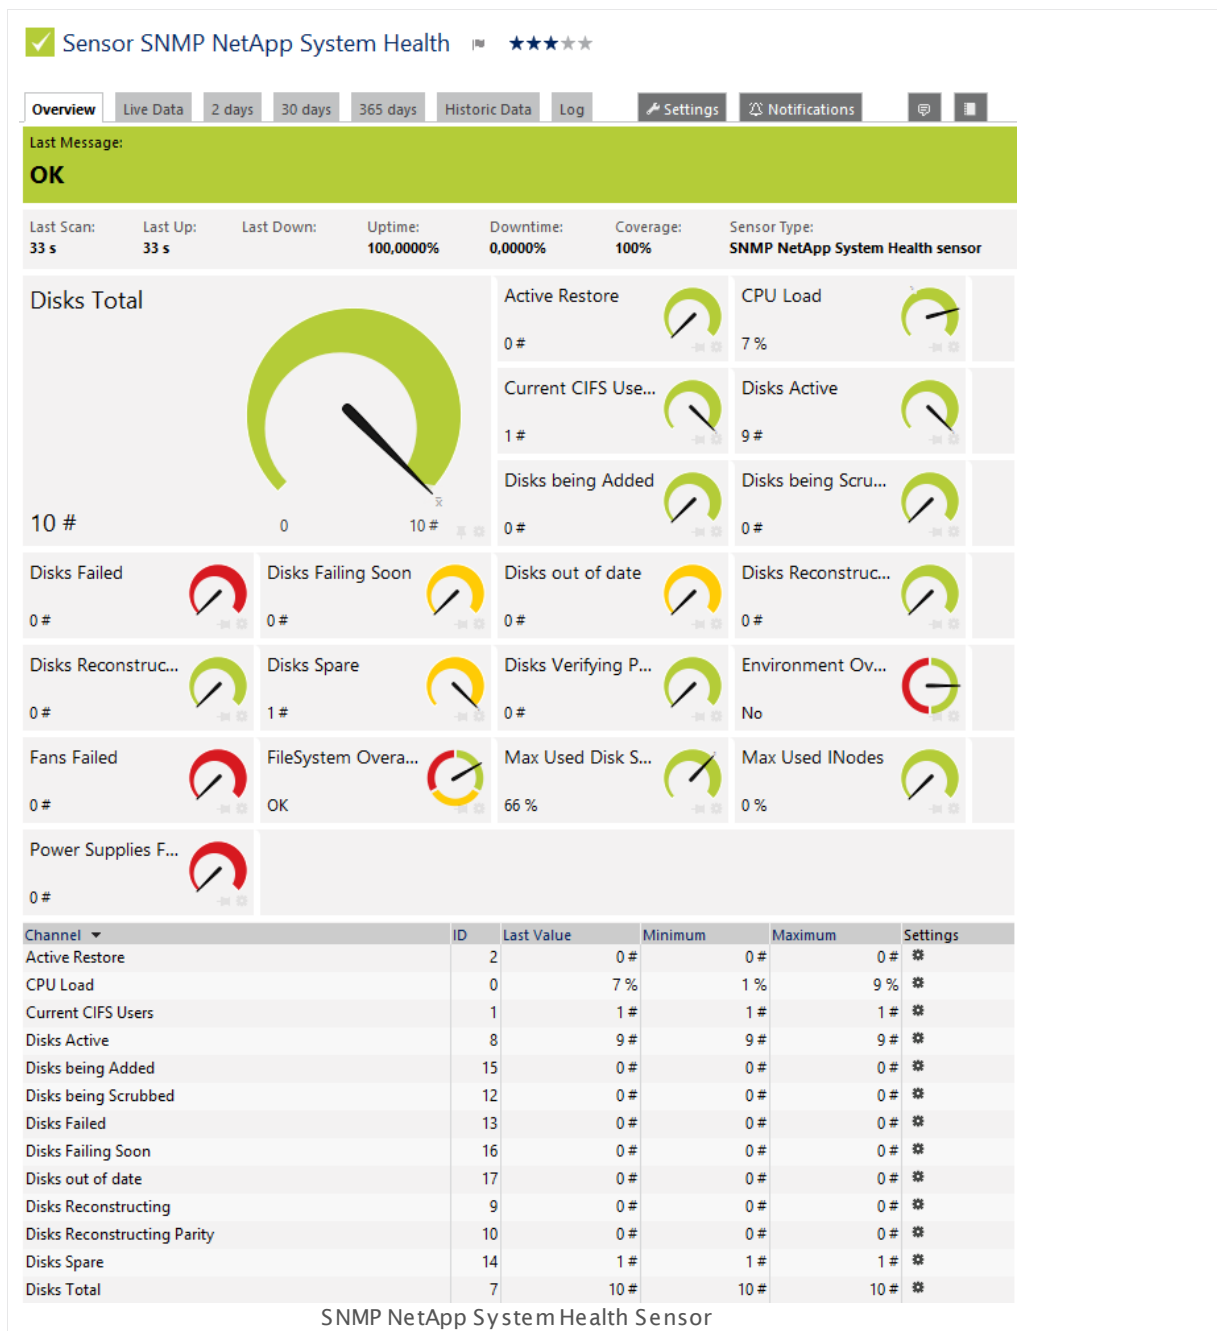 Sensor SNMP NetApp System Health
Overview Live Data 2 days 30 days 365 days Historic Data Log Settings Notifications
Last Message:
OK
Last Scan: Last Up: Last Down: Uptime: Downtime: Coverage: Sensor Type:
33 s 33 s 100,0000% 0,0000% 100% SNMP NetApp System Health sensor
Disks Total
10 #
0 10 #
Active Restore
0 #
CPU Load
7 %
Current CIFS Use...
1 #
Disks Active
9 #
Disks being Added
0 #
Disks being Scru...
0 #
Disks Failed
0 #
Disks Failing Soon
0 #
Disks out of date
0 #
Disks Reconstruc...
0 #
Disks Reconstruc...
0 #
Disks Spare
1 #
Disks Verifying P...
0 #
Environment Ov...
No
Fans Failed
0 #
FileSystem Overa...
OK
Max Used Disk S...
66 %
Max Used INodes
0 %
Power Supplies F...
0 #
Channel ID Last Value Minimum Maximum Settings
Active Restore 2 0 # 0 # 0 #
CPU Load 0 7 % 1 % 9 %
Current CIFS Users 1 1 # 1 # 1 #
Disks Active 8 9 # 9 # 9 #
Disks being Added 15 0 # 0 # 0 #
Disks being Scrubbed 12 0 # 0 # 0 #
Disks Failed 13 0 # 0 # 0 #
Disks Failing Soon 16 0 # 0 # 0 #
Disks out of date 17 0 # 0 # 0 #
Disks Reconstructing 9 0 # 0 # 0 #
Disks Reconstructing Parity 10 0 # 0 # 0 #
Disks Spare 14 1 # 1 # 1 #
Disks Total 7 10 # 10 # 10 #
SNMP NetApp System Health Sensor